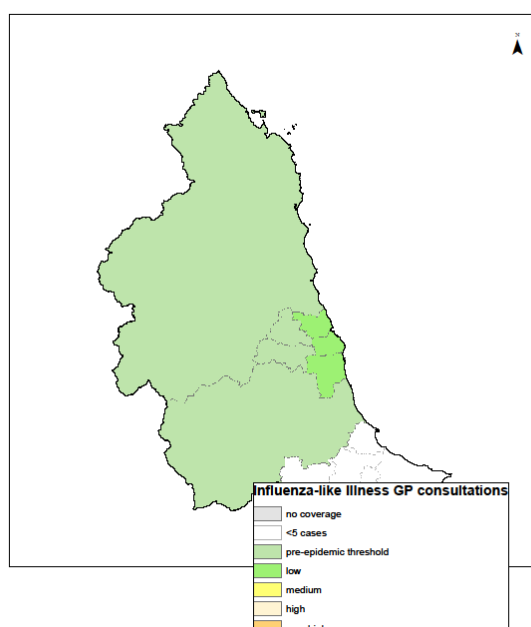 N
Influenza-like Illness GP consultations
no coverage
<5 cases
pre-epidemic threshold
low
medium
high